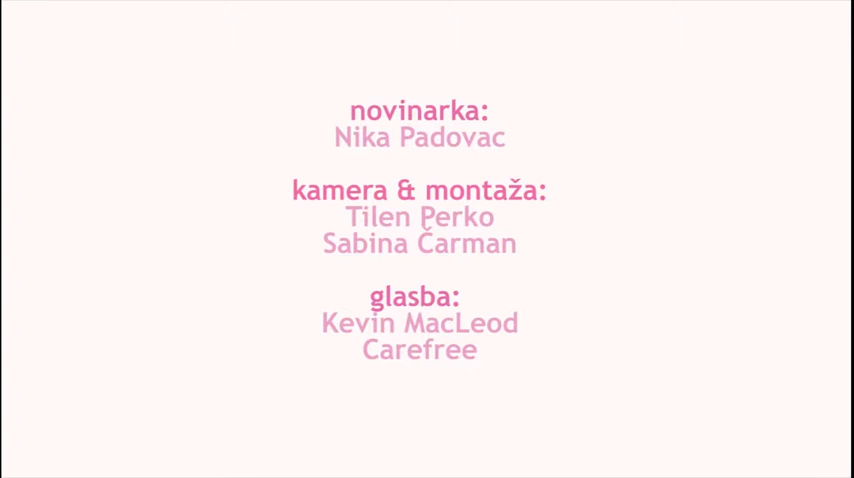 novinarka:
Nika Padovac
kamera & montaža:
Tilen Perko
Sabina Čarman
glasba:
Kevin MacLeod
Carefree